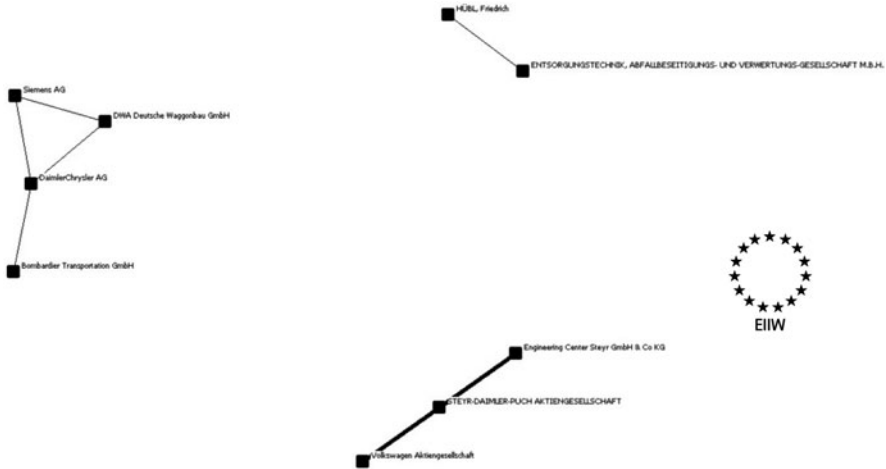 HÜBL, Friedrich
ENTSORGUNGSTECHNIK, ABFALLBESEITIGUNGS- UND VERWERTUNGS-GESELLSCHAFT M.B.H.
Siemens AG
DWA Deutsche Waggonbau GmbH
DaimlerChrysler AG
Bombardier Transportation GmbH
EIIW
Engineering Center Steyr GmbH & Co KG
STEYR-DAIMLER-PUCH AKTIENGESELLSCHAFT
Volkswagen Aktiengesellschaft